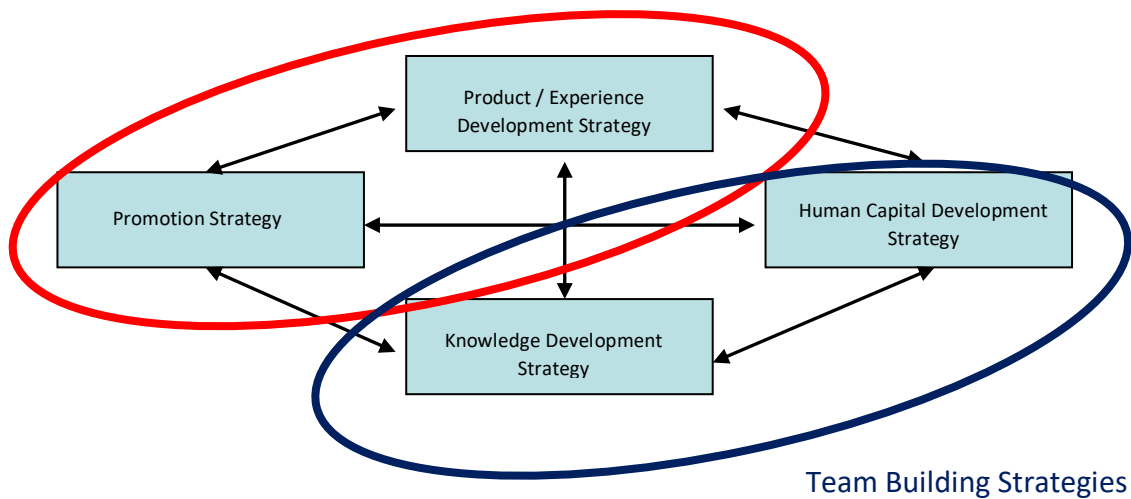 Product / Experience
Development Strategy
Promotion Strategy
Human Capital Development
Strategy
Knowledge Development
Strategy
Team Building Strategies